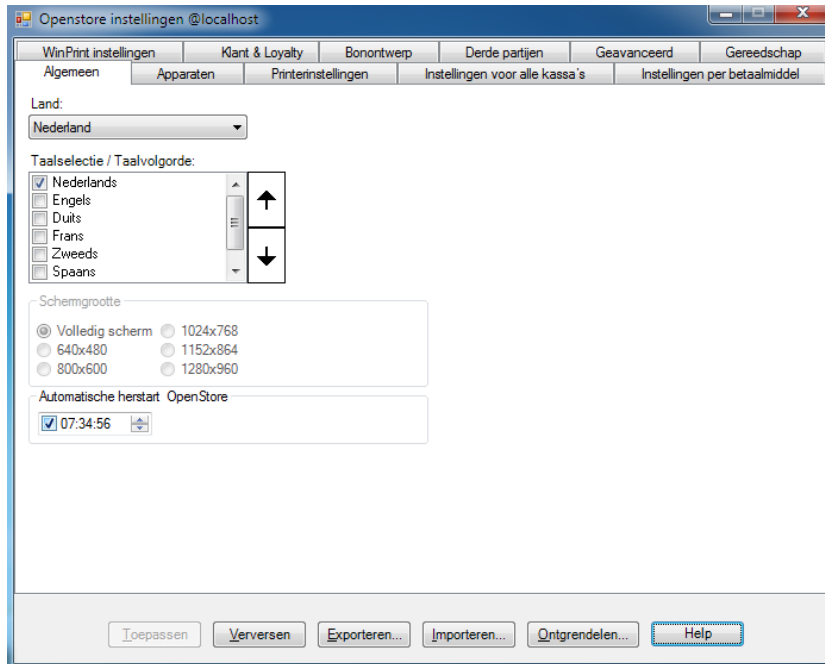 Openstore instellingen @localhost
WinPrint instellingen Klant & Loyalty Bonontwerp Derde partijen Geavanceerd Gereedschap
Algemeen Apparaten Printerinstellingen Instellingen voor alle kassa's Instellingen per betaalmiddel
Land:
Nederland
Taalselectie / Taalvolgorde:
Nederlands
Engels
Duits
Frans
Zweeds
Spaans
Schermgrootte
Volledig scherm 1024x768
640x480 1152x864
800x600 1280x960
Automatische herstart OpenStore
07:34:56
Toepassen Verversen Exporteren... Importeren... Ontgrendelen... Help